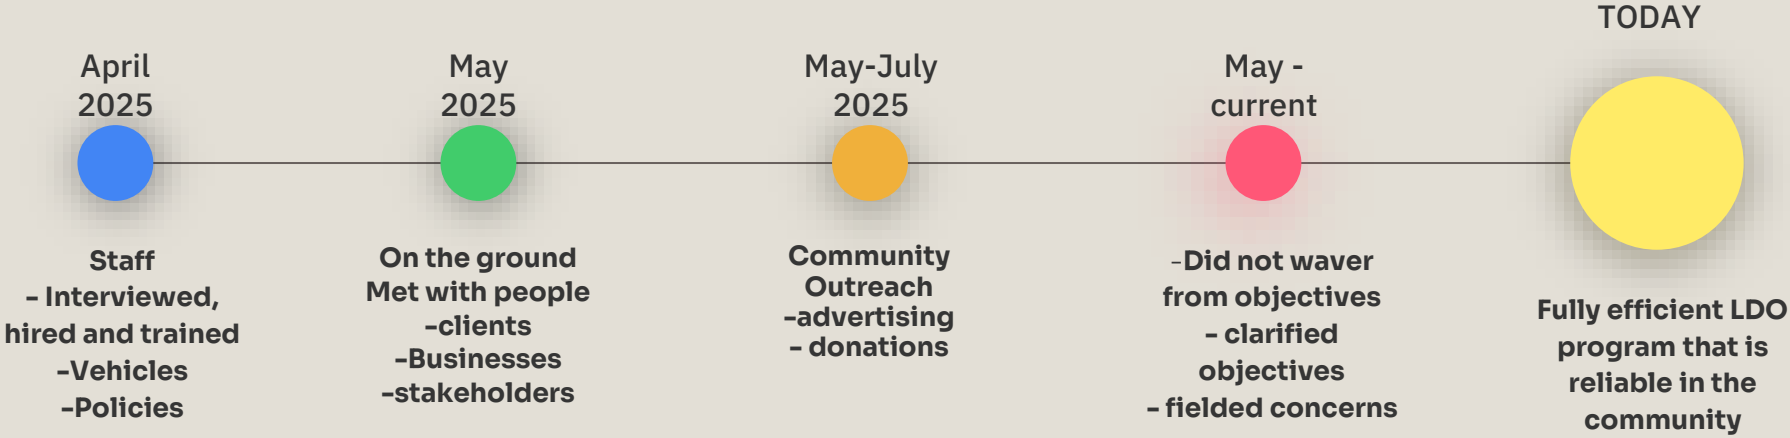 April
2025
Staff
- Interviewed,
hired and trained
-Vehicles
-Policies
May
2025
On the ground
Met with people
-clients
-Businesses
-stakeholders
May-July
2025
Community
Outreach
-advertising
- donations
May -
current
-Did not waver
from objectives
- clarified
objectives
- fielded concerns
TODAY
Fully efficient LDO
program that is
reliable in the
community